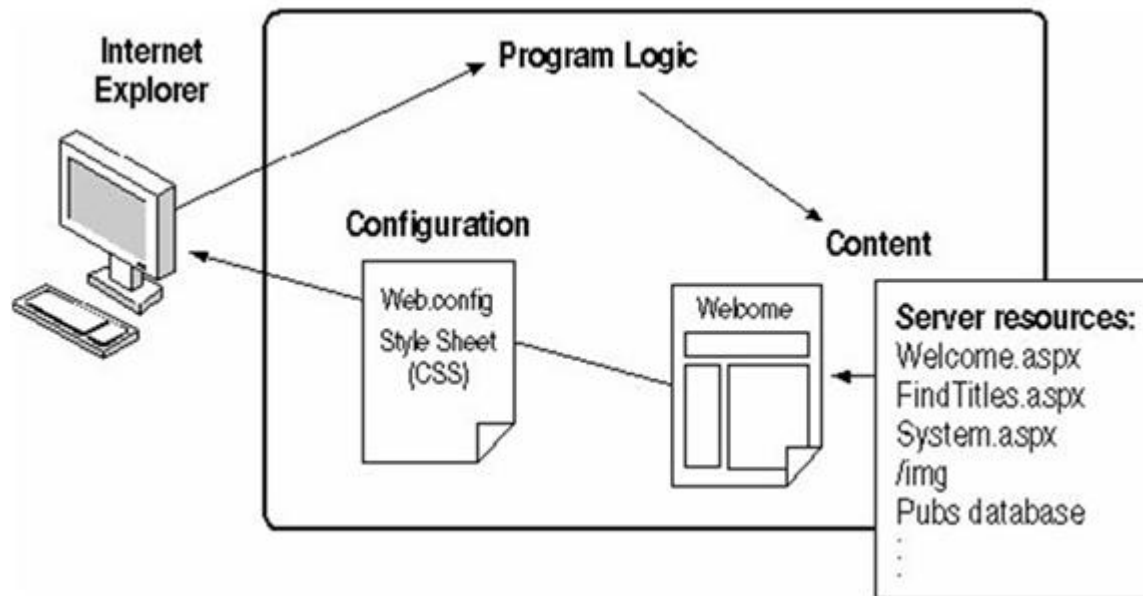 Internet
Explorer
Program Logic
Configuration
Web.config
Style Sheet
(CSS)
Content
Welcome
Server resources:
Welcome.aspx
FindTitles.aspx
System.aspx
/img
Pubs database
.
.
.